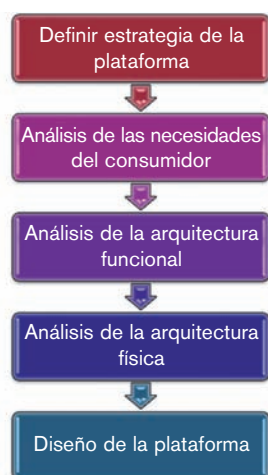 Definir estrategia de la
plataforma
Análisis de las necesidades
del consumidor
Análisis de la arquitectura
funcional
Análisis de la arquitectura
física
Diseño de la plataforma